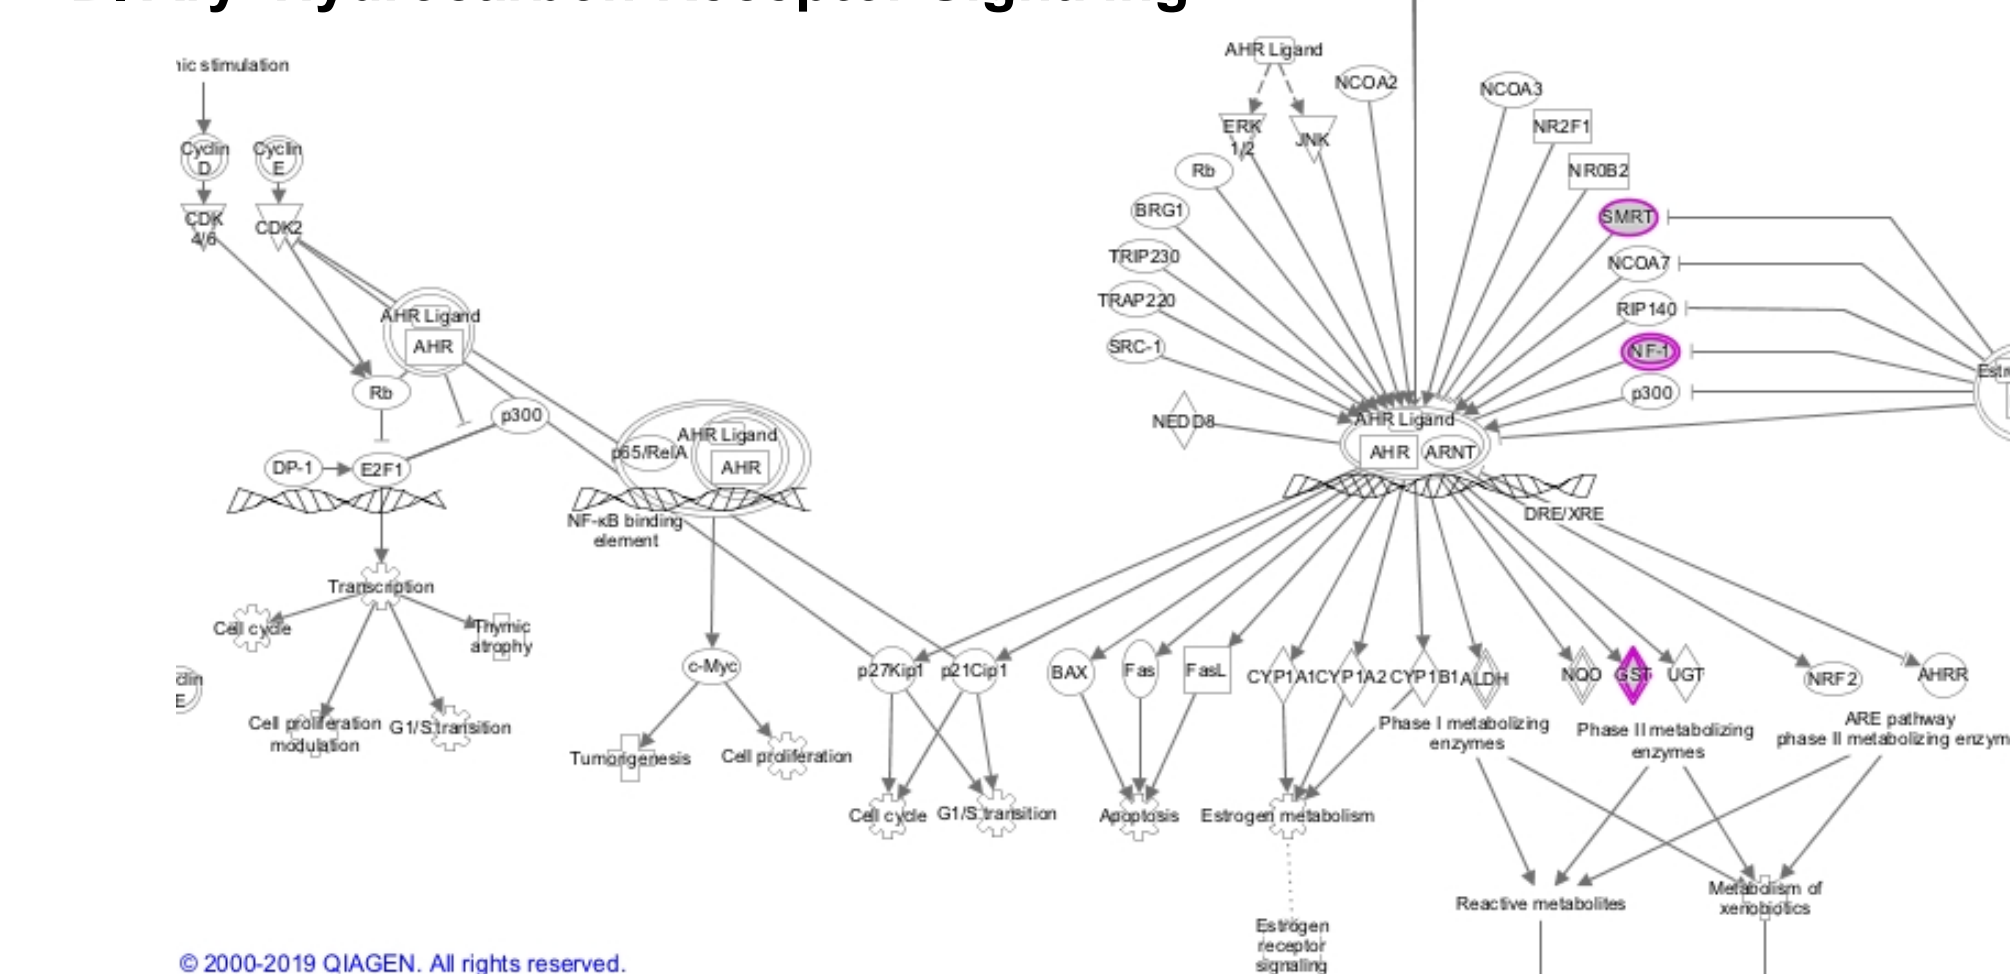 nic stimulation
AHR Ligand
NCOA2
NCOA3
ERK
1/2
JNK
NR2F1
Cyclin
D
Cyclin
E
Rb
NR0B2
BRG1
SMRT
CDK
4/6
CDK2
TRIP230
NCOA7
TRAP220
RIP140
AHR Ligand
AHR
SRC-1
NF-1
Estr
Rb
p300
p300
NEDD8
AHR Ligand
AHR
ARNT
AHR Ligand
p65/RelA
AHR
DP-1
E2F1
NF-κB binding
element
DRE/XRE
Transcription
Cell cycle
Thymic
atrophy
c-Myc
p27Kip1
p21Cip1
BAX
Fas
FasL
CYP1A1
CYP1A2
CYP1B1
ALDH
NQO
GST
UGT
NRF2
AHRR
clin
E
Cell proliferation
modulation
G1/S transition
Phase I metabolizing
enzymes
Phase II metabolizing
enzymes
ARE pathway
phase II metabolizing enzym
Tumorigenesis
Cell proliferation
Cell cycle
G1/S transition
Apoptosis
Estrogen metabolism
Reactive metabolites
Metabolism of
xenobiotics
Estrogen
receptor
signaling
© 2000-2019 QIAGEN. All rights reserved.